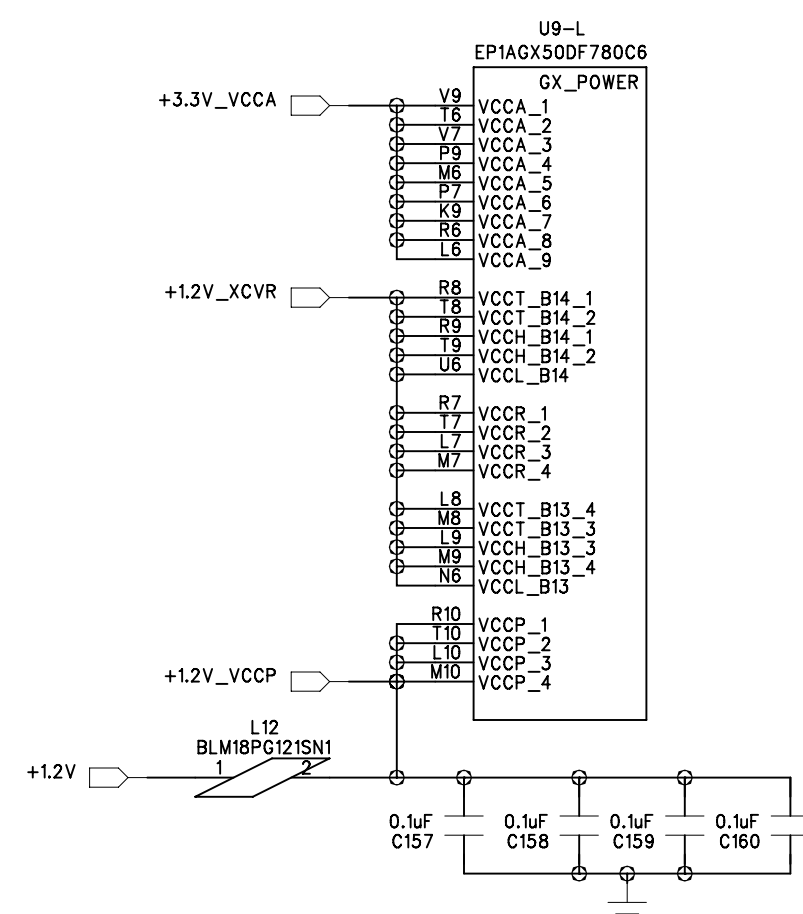 U9-L
EP1AGX50DF780C6
GX_POWER
+3.3V_VCCA
V9 VCCA_1
T6 VCCA_2
V7 VCCA_3
P9 VCCA_4
M6 VCCA_5
P7 VCCA_6
K9 VCCA_7
R6 VCCA_8
L6 VCCA_9
+1.2V_XCVR
R8 VCCT_B14_1
T8 VCCT_B14_2
R9 VCCH_B14_1
T9 VCCH_B14_2
U6 VCCL_B14
R7 VCCR_1
T7 VCCR_2
L7 VCCR_3
M7 VCCR_4
L8 VCCT_B13_4
M8 VCCT_B13_3
L9 VCCH_B13_3
M9 VCCH_B13_4
N6 VCCL_B13
R10 VCCP_1
T10 VCCP_2
L10 VCCP_3
+1.2V_VCCP
M10 VCCP_4
L12
BLM18PG121SN1
+1.2V
1 2
0.1uF 0.1uF 0.1uF 0.1uF
C157 C158 C159 C160